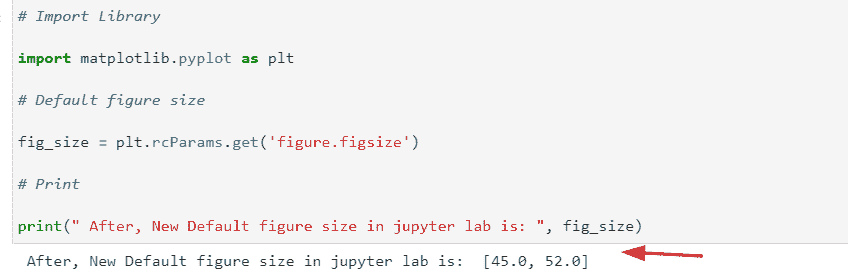 # Import Library
import matplotlib.pyplot as plt
# Default figure size
fig_size = plt.rcParams.get('figure.figsize')
# Print
print(" After, New Default figure size in jupyter lab is: ", fig_size)
After, New Default figure size in jupyter lab is:  [45.0, 52.0]